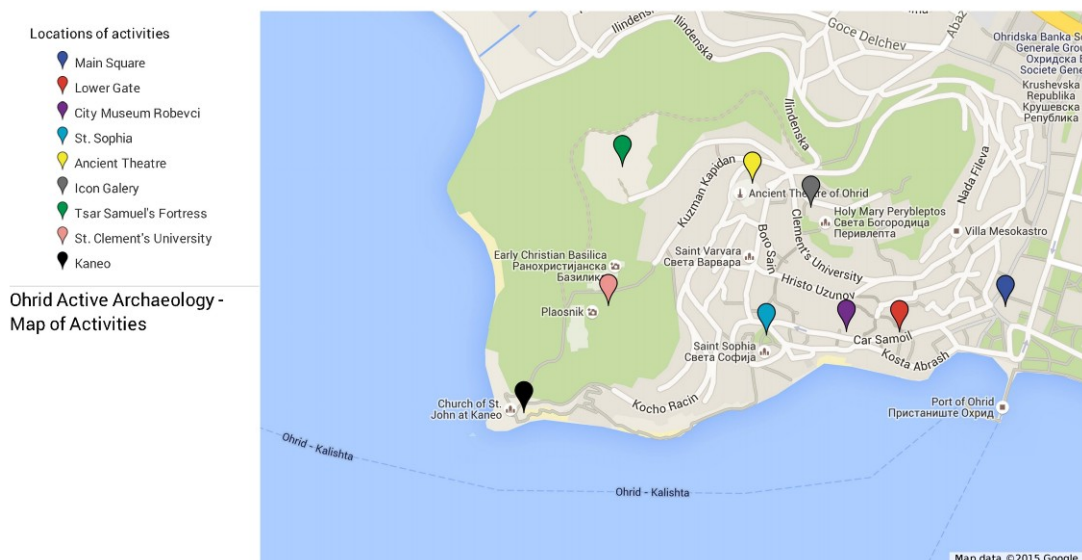 Locations of activities
Main Square
Lower Gate
City Museum Robevci
St. Sophia
Ancient Theatre
Icon Galery
Tsar Samuel's Fortress
St. Clement's University
Kaneo
Ohrid Active Archaeology -
Map of Activities
Ilindenska
Ilindenska
Goce Delchev
Ohridska Banka
Generale
Охридска
Societe
Krushevska
Republika
Крушевска
Република
Ilindenska
Nada Fileva
Kuzman Kapidan
Ancient Theatre of Ohrid
Holy Mary Perybleptos
Света Богородица
Перивлепта
Villa Mesokastro
Boro Sain
Clement's University
Saint Varvara
Света Варвара
Early Christian Basilica
Ранохристијанска
Базилик
Hristo Uzunov
Plaosnik
Car Samoil
Saint Sophia
Света Софија
Kosta Abrash
Kocho Racin
Church of St.
John at Kaneo
Port of Ohrid
Пристаниште Охрид
Ohrid - Kalishta
Ohrid - Kalishta
Map data ©2015 Google